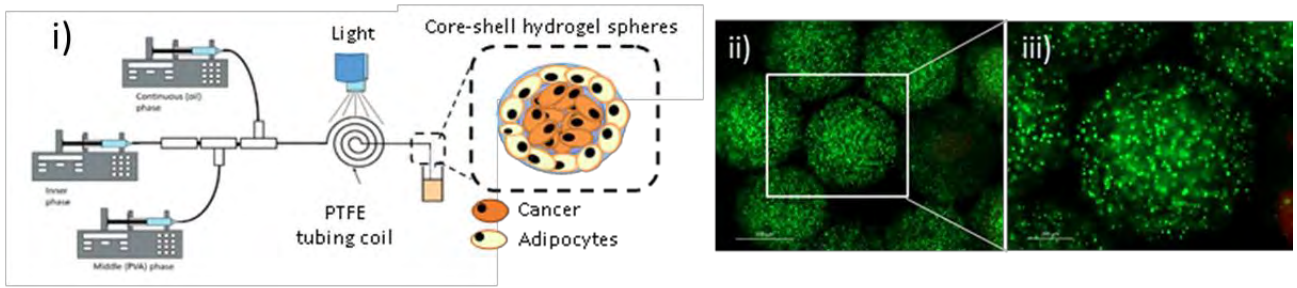 i)
Continuous (oil)
phase
Light
Core-shell hydrogel spheres
Inner
phase
PTFE
tubing coil
Middle (PVA) phase
Cancer
Adipocytes
ii)
iii)